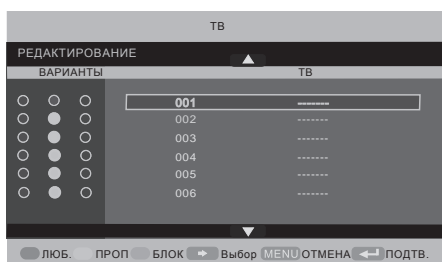 ТВ
РЕДАКТИРОВАНИЕ
ВАРИАНТЫ ТВ
001 -------
002 -------
003 -------
004 -------
005 -------
006 -------
ЛЮБ. ПРОП БЛОК Выбор MENU ОТМЕНА ПОДТВ.